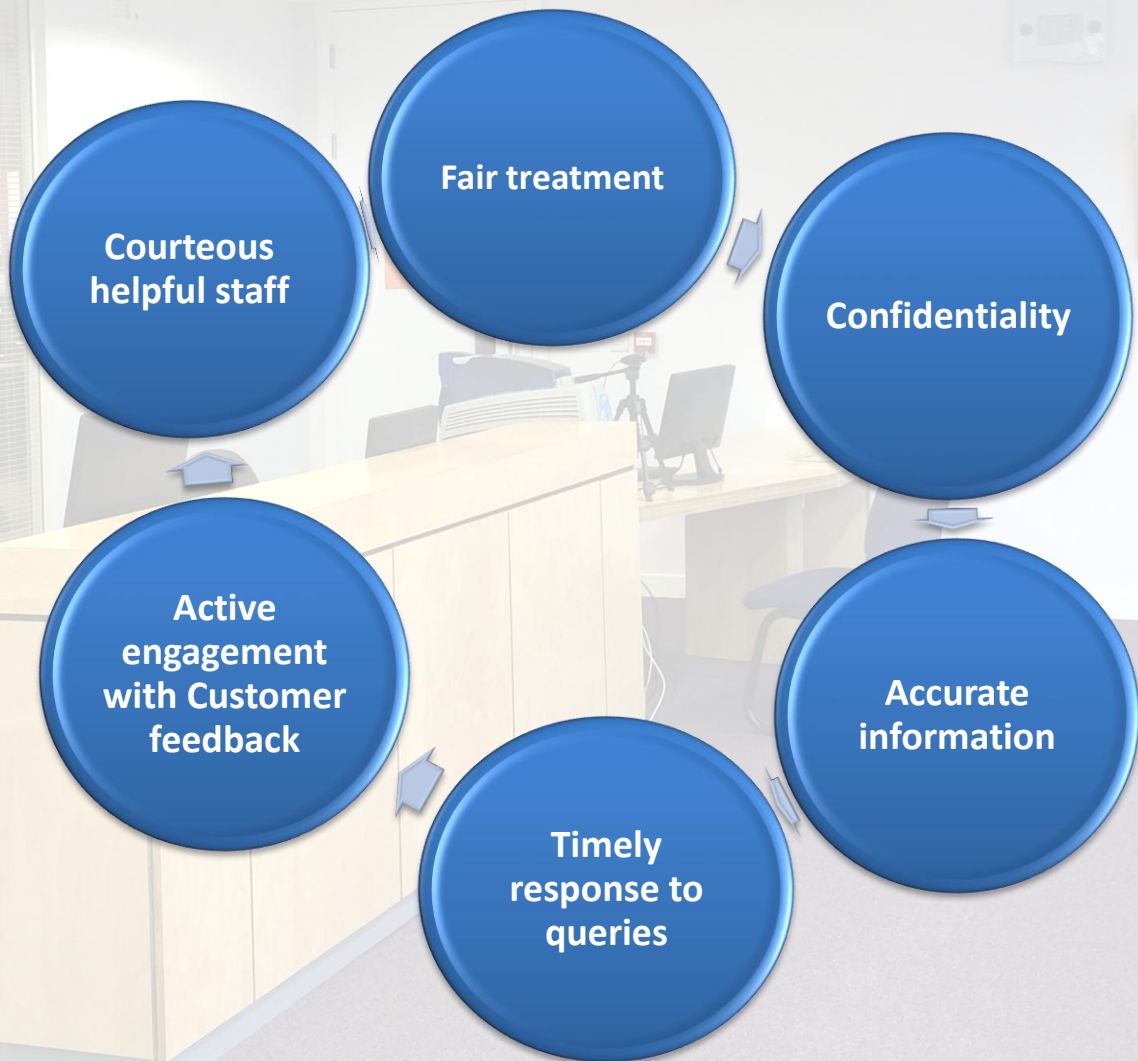 Fair treatment
Confidentiality
Accurate
information
Timely
response to
queries
Active
engagement
with Customer
feedback
Courteous
helpful staff